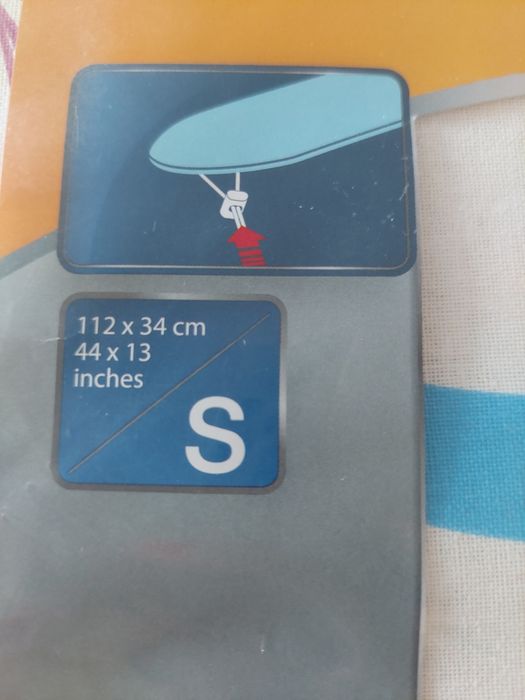 112 x 34 cm
44 x 13
inches
S